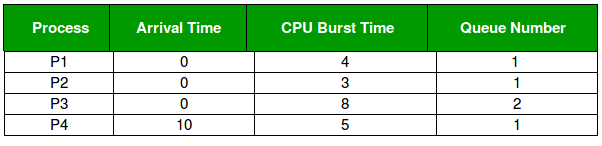 Process Arrival Time CPU Burst Time Queue Number
P1 0 4 1
P2 0 3 1
P3 0 8 2
P4 10 5 1